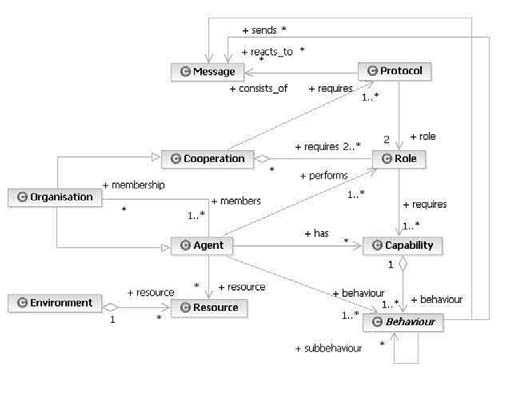 + sends *
+ reacts_to *
*
C Message
C Protocol
+ consists_of
+ requires
1..*
2
+ role
C Cooperation
*
+ requires 2..*
C Role
+ performs
1..*
C Organisation
+ membership
*
+ members
1..*
+ requires
1..*
C Agent
+ has
*
C Capability
1
C Environment
+ resource
1
*
* + resource
C Resource
+ behaviour
1..*
1..*
+ behaviour
C Behaviour
+ subbehaviour
*